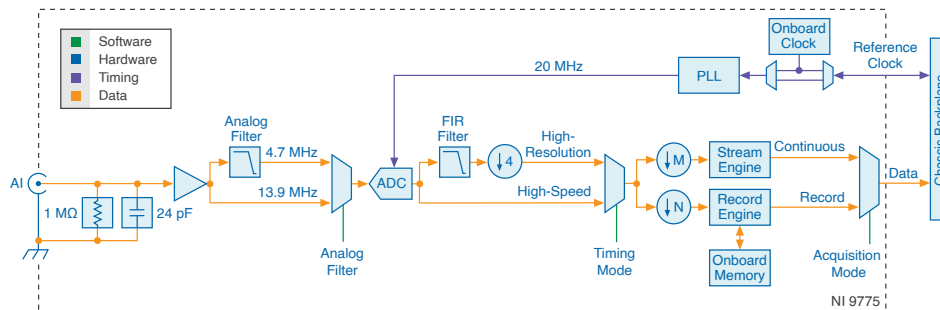 Software
Hardware
Timing
Data
Onboard
Clock
Reference
Clock
20 MHz
PLL
Chassis Backplane
Analog
Filter
4.7 MHz
13.9 MHz
FIR
Filter
High-
Resolution
4
High-Speed
ADC
M
Stream
Engine
Continuous
Data
N
Record
Engine
Record
AI
1 MΩ
24 pF
Analog
Filter
Timing
Mode
Onboard
Memory
Acquisition
Mode
NI 9775